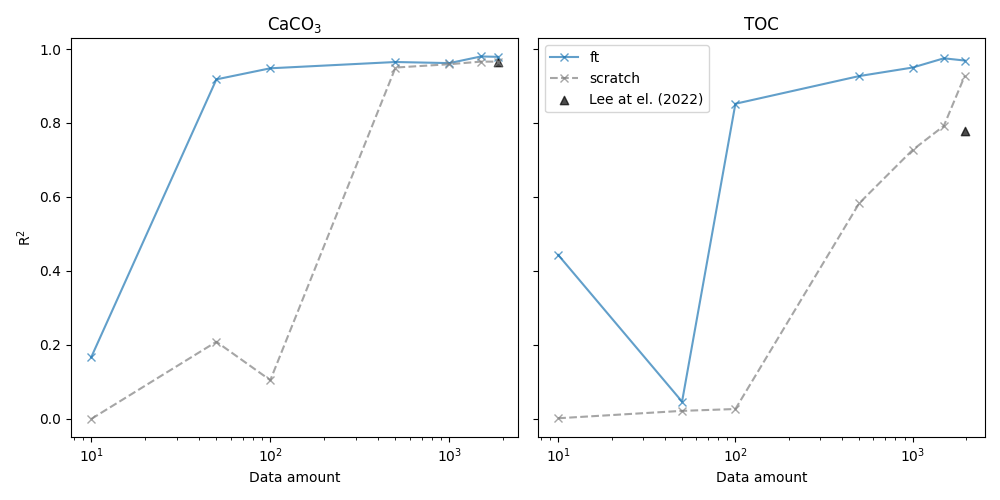 CaCO₃
TOC
1.0
0.8
0.6
0.4
0.2
0.0
R²
10¹
10²
10³
Data amount
ft
scratch
Lee at el. (2022)
10¹
10²
10³
Data amount